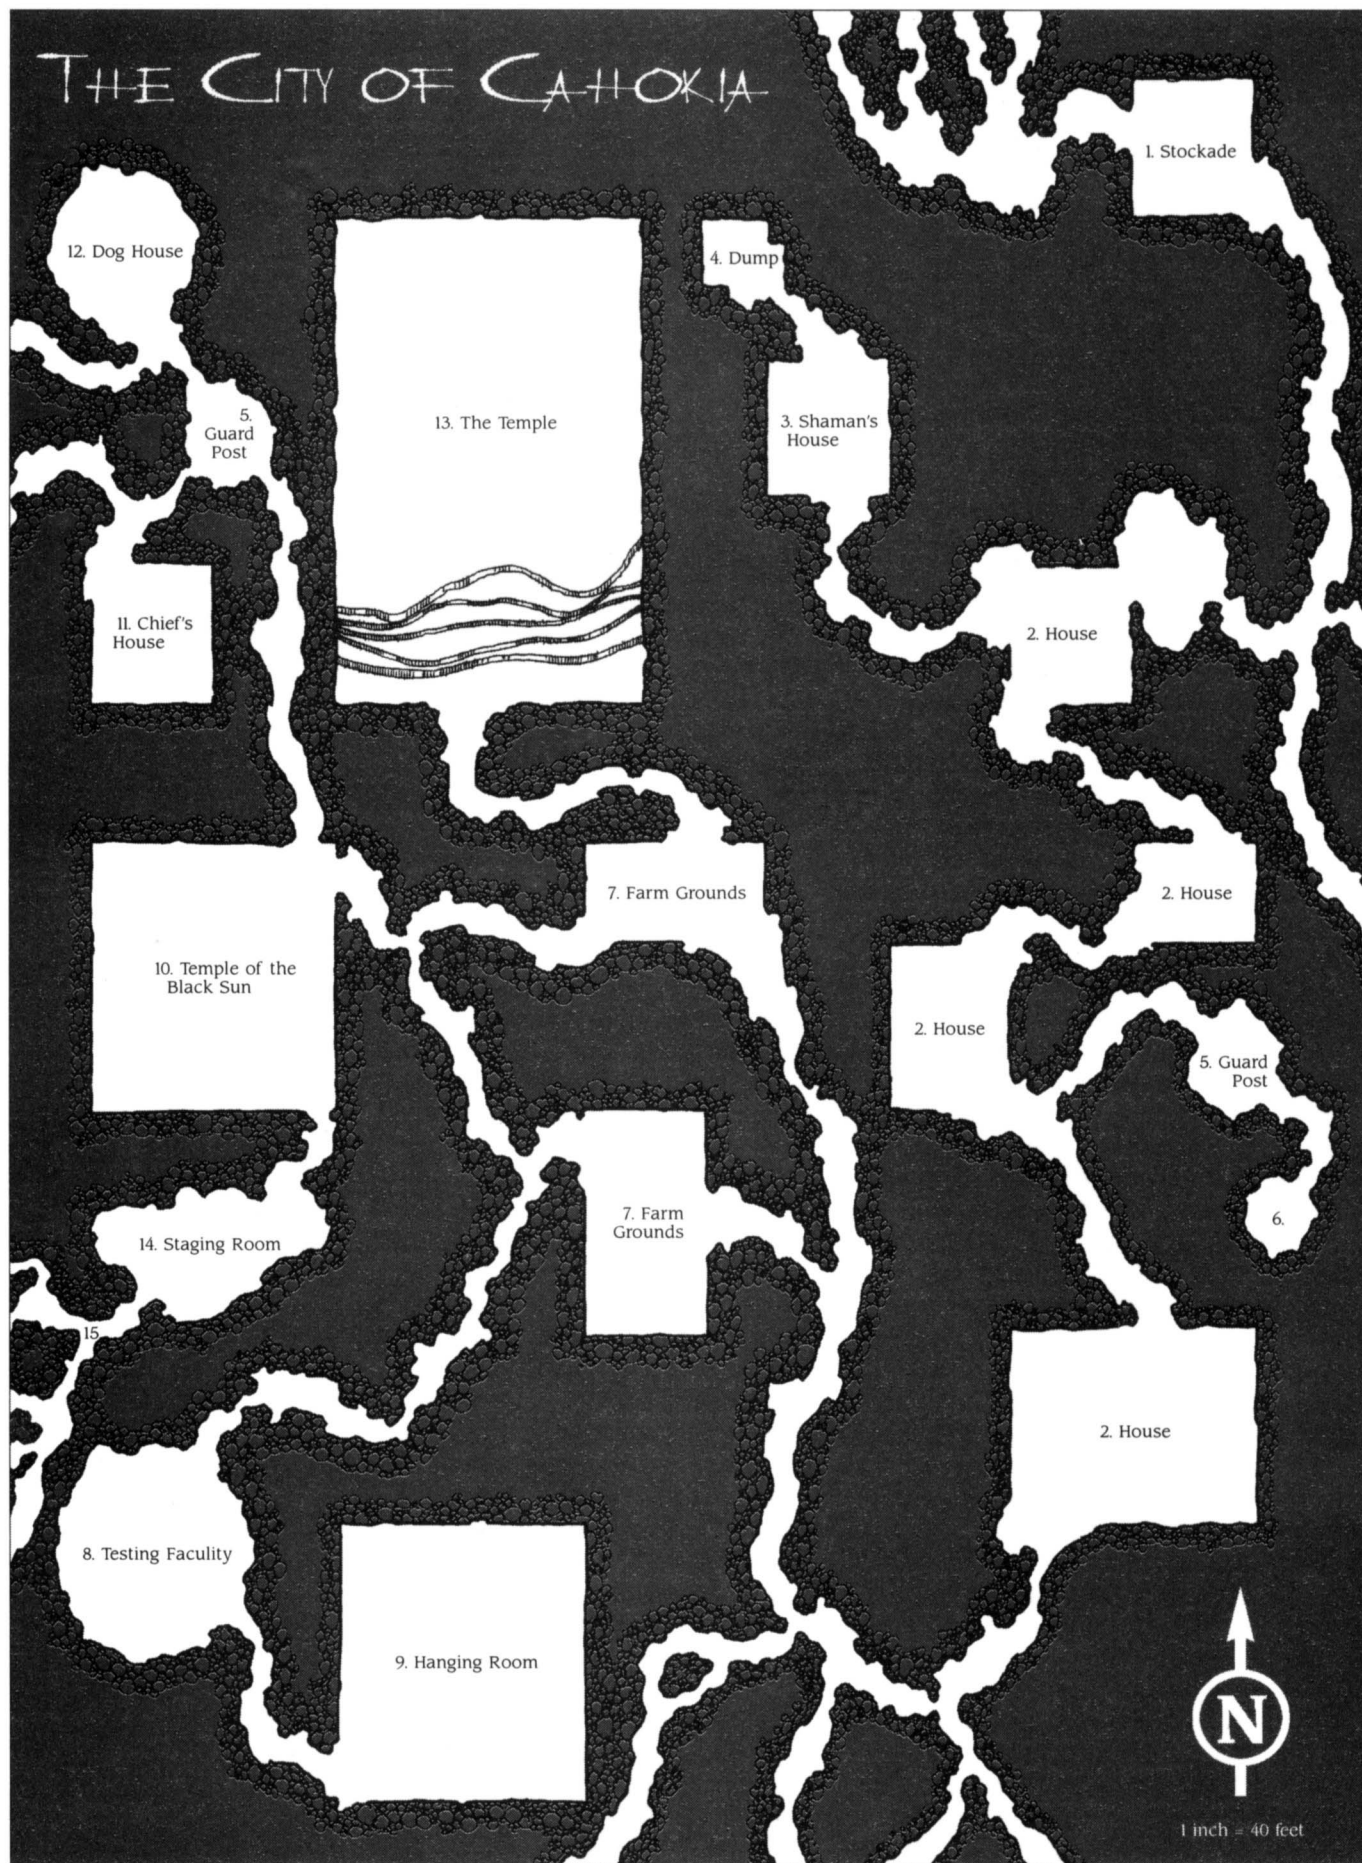 THE CITY OF CAHOKIA
1. Stockade
12. Dog House
4. Dump
5.
Guard
Post
13. The Temple
3. Shaman's
House
11. Chief's
House
2. House
7. Farm Grounds
2. House
10. Temple of the
Black Sun
2. House
5. Guard
Post
7. Farm
Grounds
6.
14. Staging Room
15
2. House
8. Testing Faculity
9. Hanging Room
N
1 inch = 40 feet